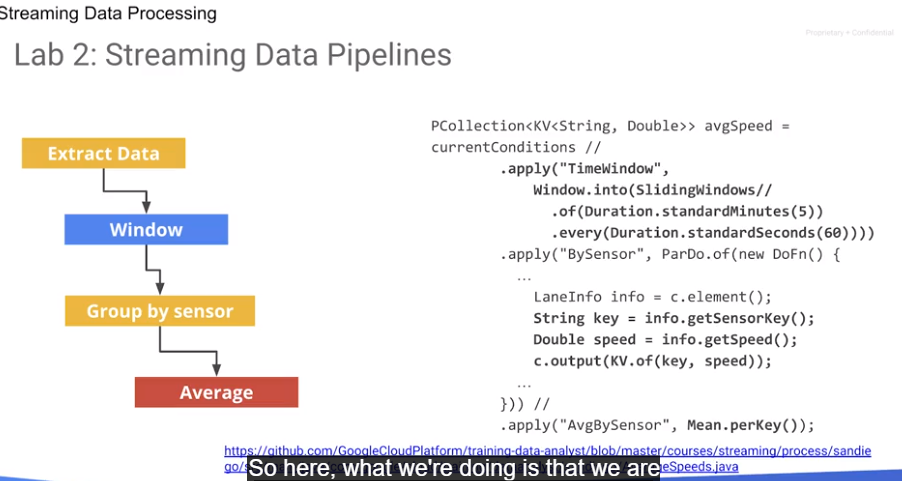 Streaming Data Processing
Proprietary + Confidential
Lab 2: Streaming Data Pipelines
Extract Data
Window
Group by sensor
Average
PCollection<KV<String, Double>> avgSpeed =
currentConditions //
.apply("TimeWindow",
Window.into(SlidingWindows//
.of(Duration.standardMinutes(5))
.every(Duration.standardSeconds(60))))
.apply("BySensor", ParDo.of(new DoFn() {
...
LaneInfo info = c.element();
String key = info.getSensorKey();
Double speed = info.getSpeed();
c.output(KV.of(key, speed));
...
})) //
.apply("AvgBySensor", Mean.perKey());
https://github.com/GoogleCloudPlatform/training-data-analyst/blob/master/courses/streaming/process/sandie
So here, what we're doing is that we are